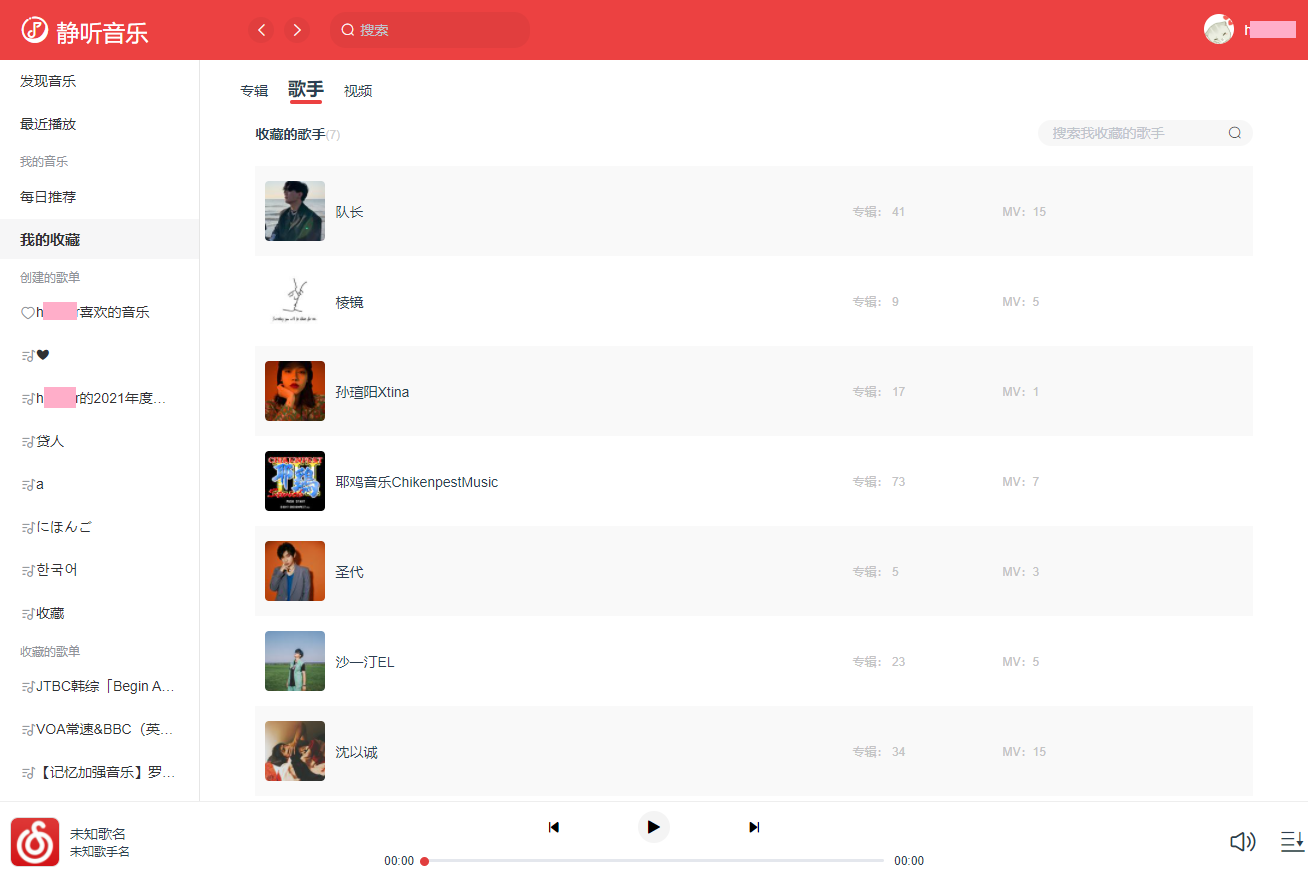 静听音乐
搜索
h
发现音乐
最近播放
我的音乐
每日推荐
我的收藏
创建的歌单
h r喜欢的音乐
♥
h r的2021年度...
贷人
a
にほんご
한국어
收藏
收藏的歌单
JTBC韩综「Begin A...
VOA常速&BBC（英...
【记忆加强音乐】罗...
专辑 歌手 视频
收藏的歌手(7)
搜索我收藏的歌手
队长 专辑： 41 MV：15
棱镜 专辑： 9 MV：5
孙瑄阳Xtina 专辑： 17 MV：1
耶鸡音乐ChikenpestMusic 专辑： 73 MV：7
圣代 专辑： 5 MV：3
沙一汀EL 专辑： 23 MV：5
沈以诚 专辑： 34 MV：15
耶鸡
未知歌名
未知歌手名
00:00 00:00